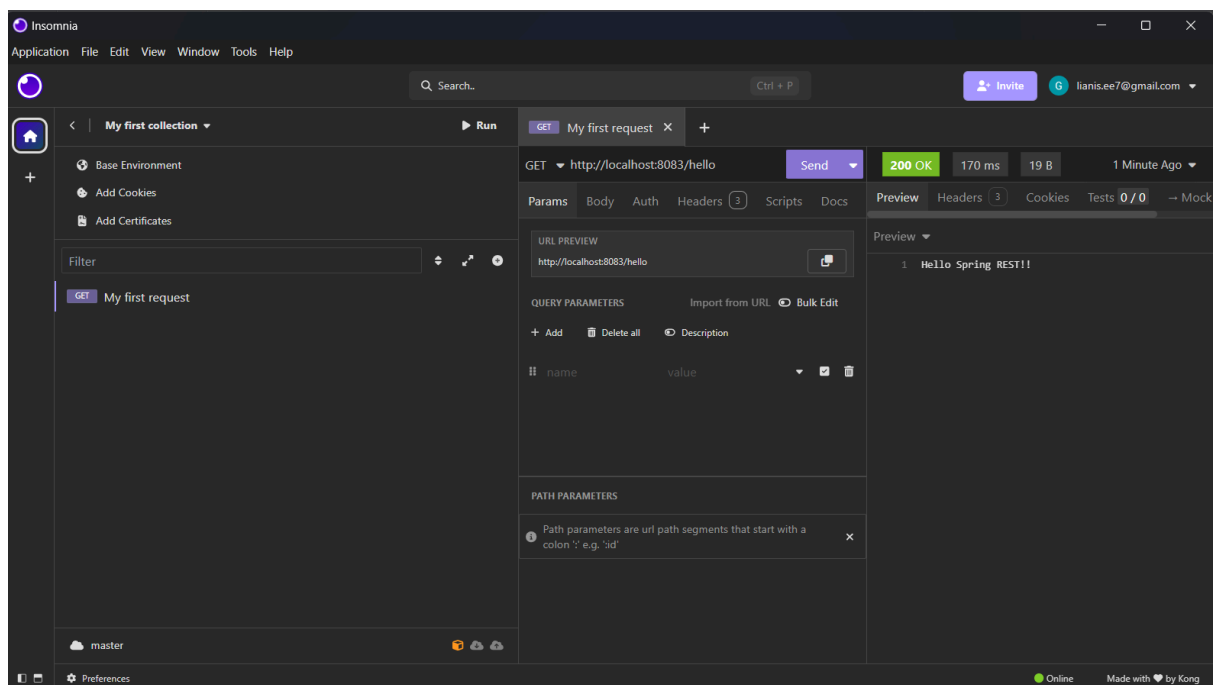 Insomnia
Application File Edit View Window Tools Help
Search.. Ctrl + P
Invite
G lianis.ee7@gmail.com
My first collection
Run
Base Environment
Add Cookies
Add Certificates
Filter
GET My first request
master
Preferences
GET My first request
GET http://localhost:8083/hello
Send
Params Body Auth Headers 3 Scripts Docs
URL PREVIEW
http://localhost:8083/hello
QUERY PARAMETERS Import from URL Bulk Edit
+ Add Delete all Description
name value
PATH PARAMETERS
Path parameters are url path segments that start with a
colon ':' e.g. ':id'
200 OK 170 ms 19 B 1 Minute Ago
Preview Headers 3 Cookies Tests 0 / 0 → Mock
Preview
1 Hello Spring REST!!
Online Made with ♥ by Kong